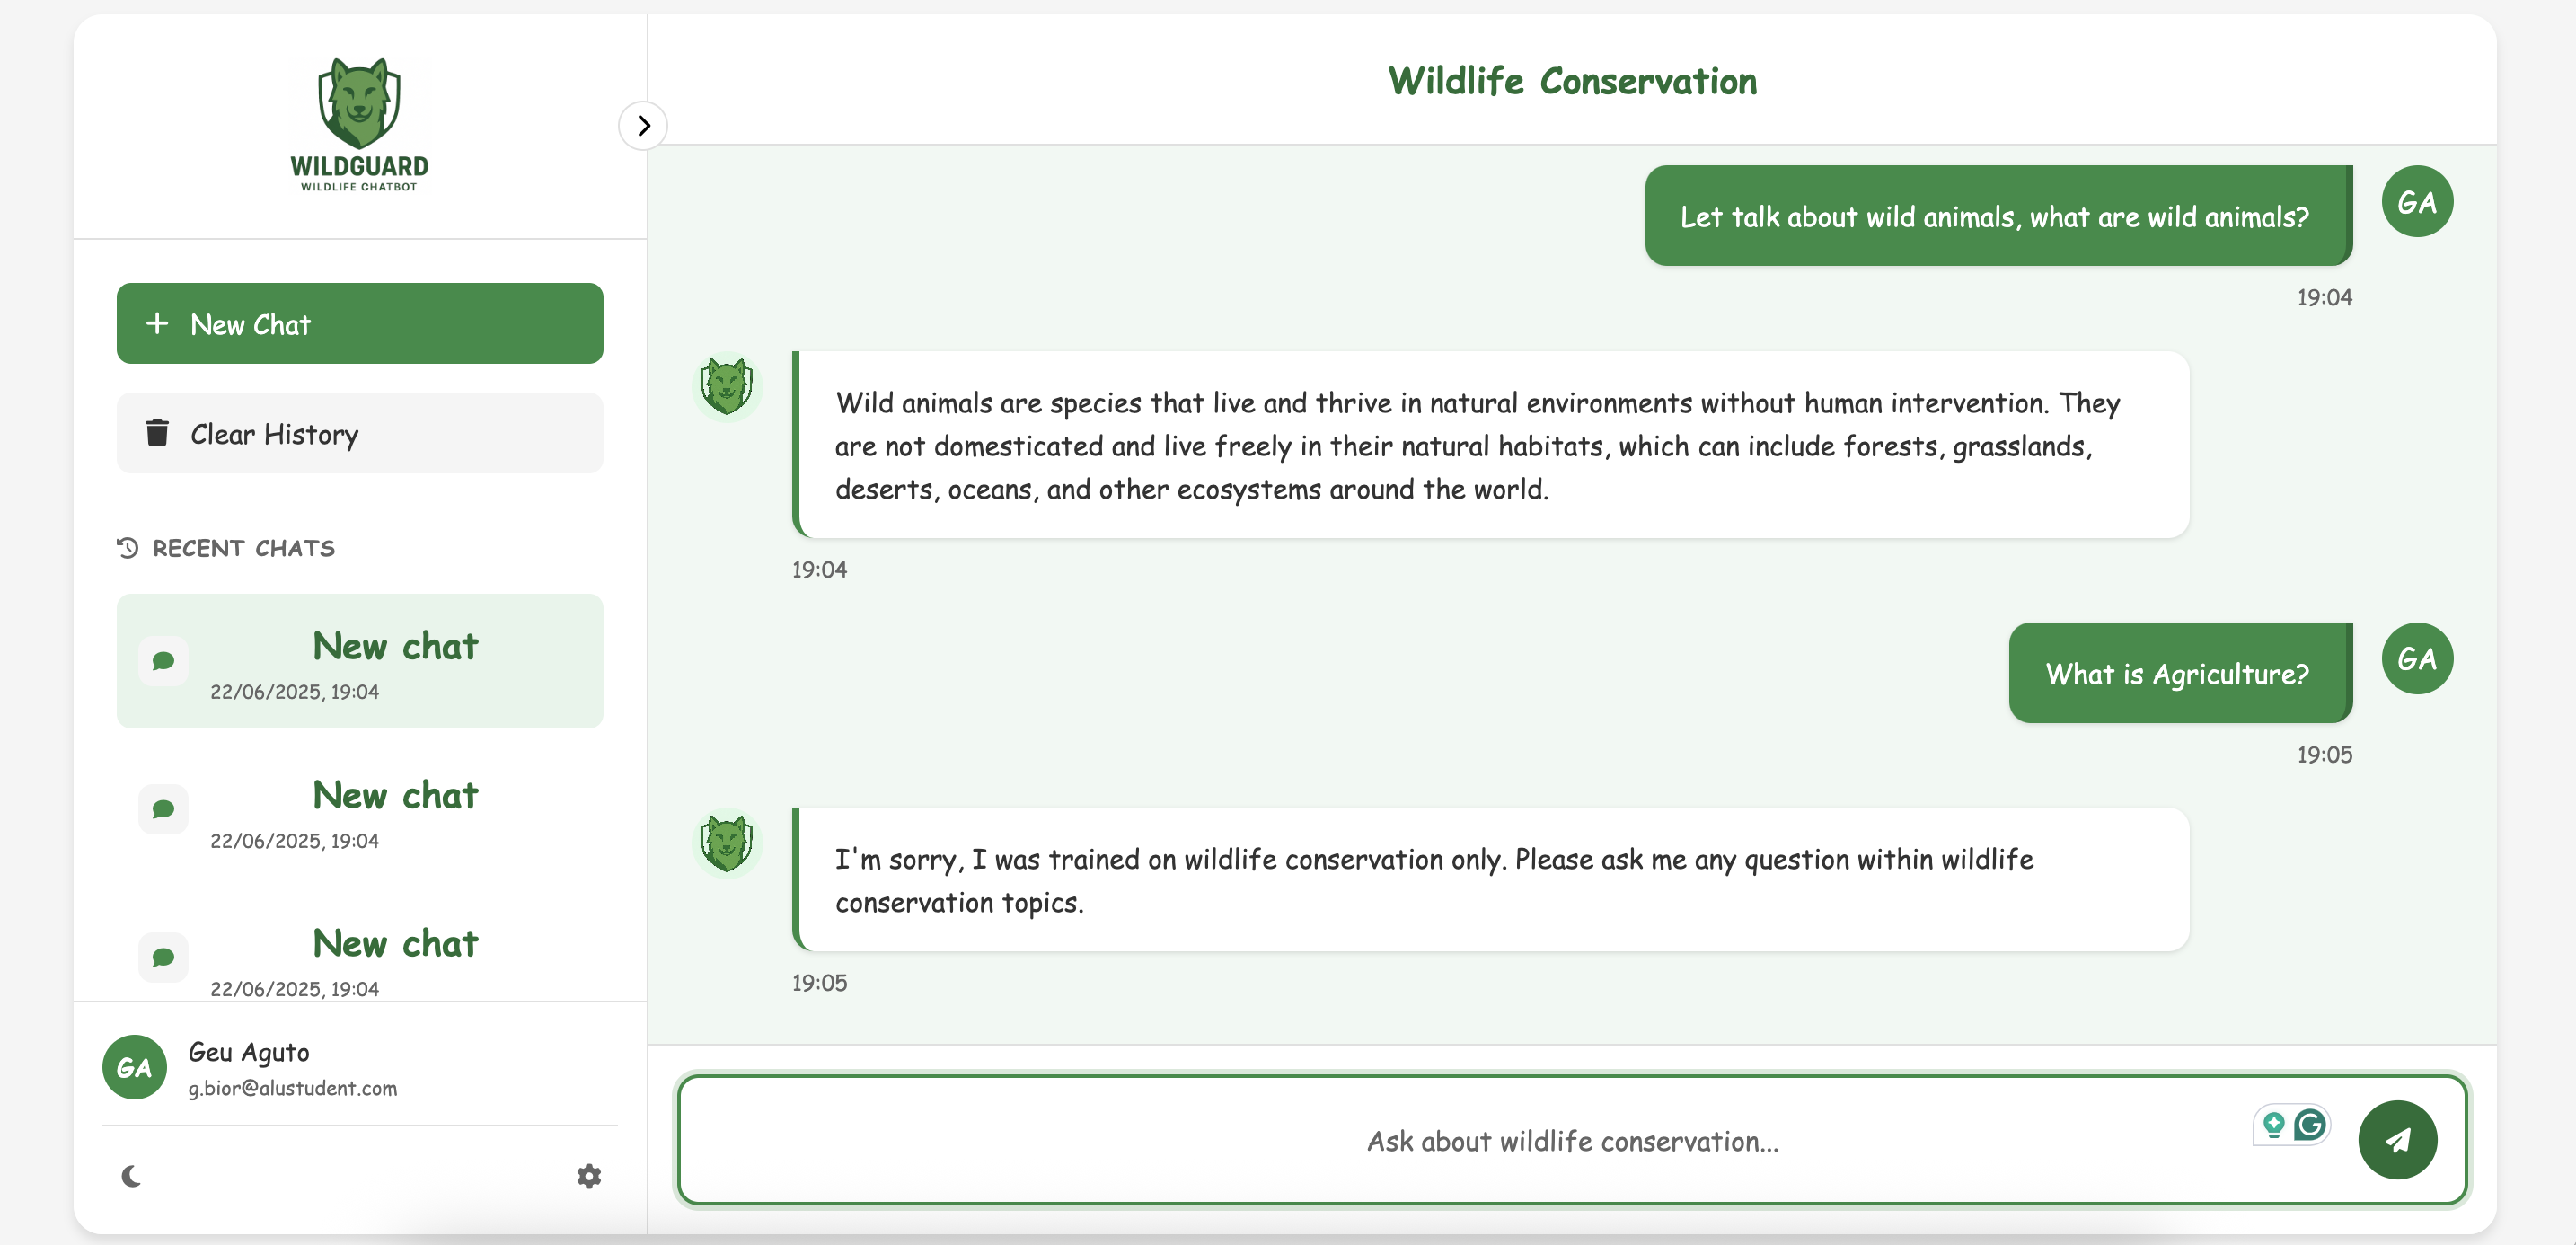 WILDGUARD
WILDLIFE CHATBOT
New Chat
Clear History
RECENT CHATS
New chat
22/06/2025, 19:04
New chat
22/06/2025, 19:04
New chat
22/06/2025, 19:04
GA
Geu Aguto
g.bior@alustudent.com
Wildlife Conservation
Let talk about wild animals, what are wild animals?
GA
19:04
Wild animals are species that live and thrive in natural environments without human intervention. They
are not domesticated and live freely in their natural habitats, which can include forests, grasslands,
deserts, oceans, and other ecosystems around the world.
19:04
What is Agriculture?
GA
19:05
I'm sorry, I was trained on wildlife conservation only. Please ask me any question within wildlife
conservation topics.
19:05
Ask about wildlife conservation...
G